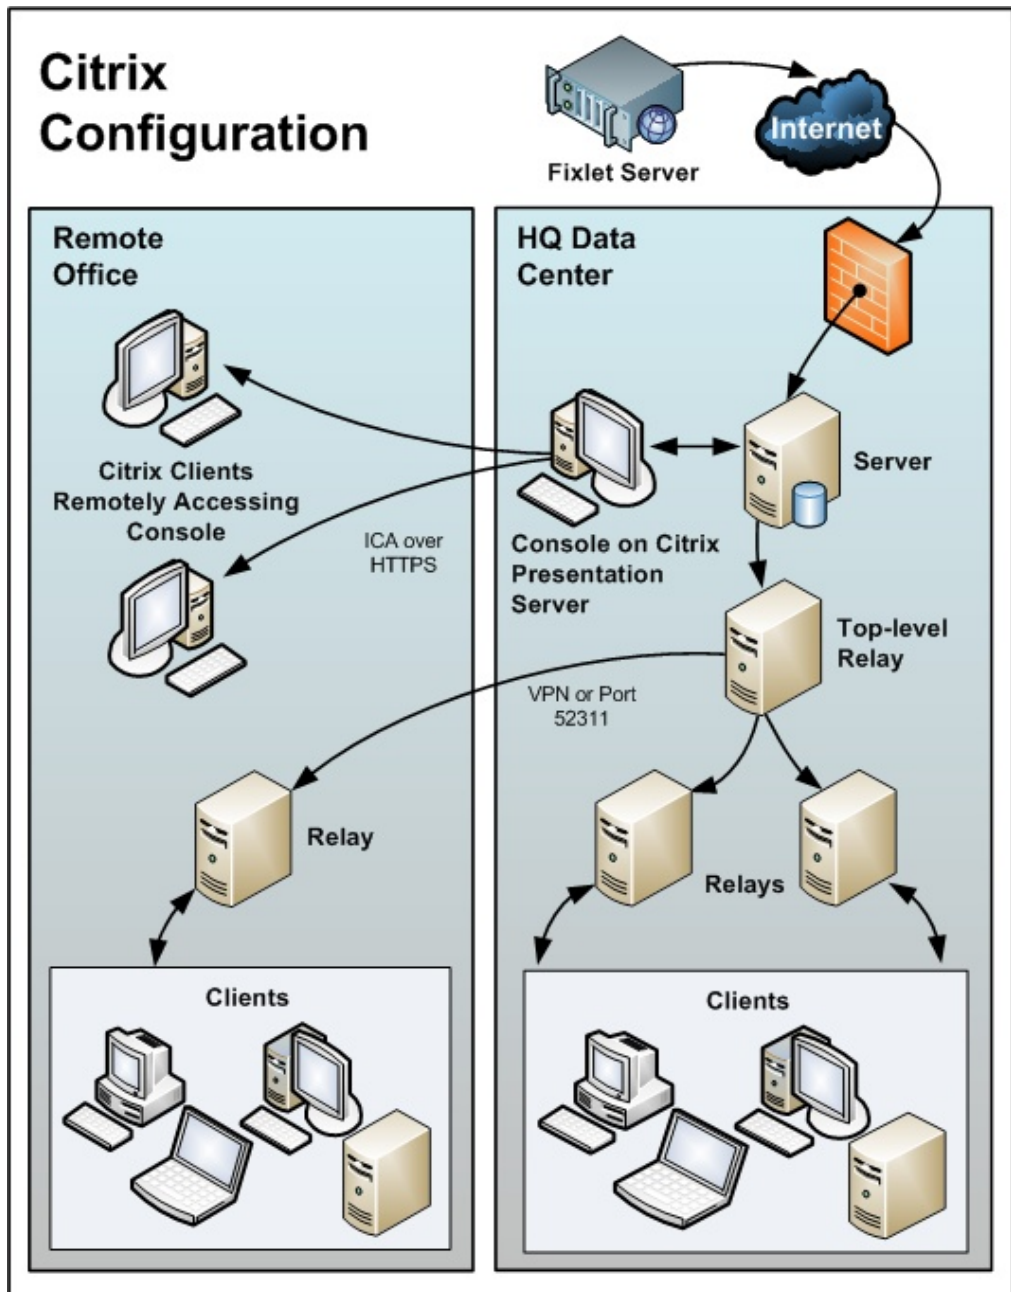 Citrix
Configuration
Fixlet Server
Internet
Remote
Office
HQ Data
Center
Citrix Clients
Remotely Accessing
Console
ICA over
HTTPS
Console on Citrix
Presentation
Server
Server
Top-level
Relay
VPN or Port
52311
Relay
Relays
Clients
Clients